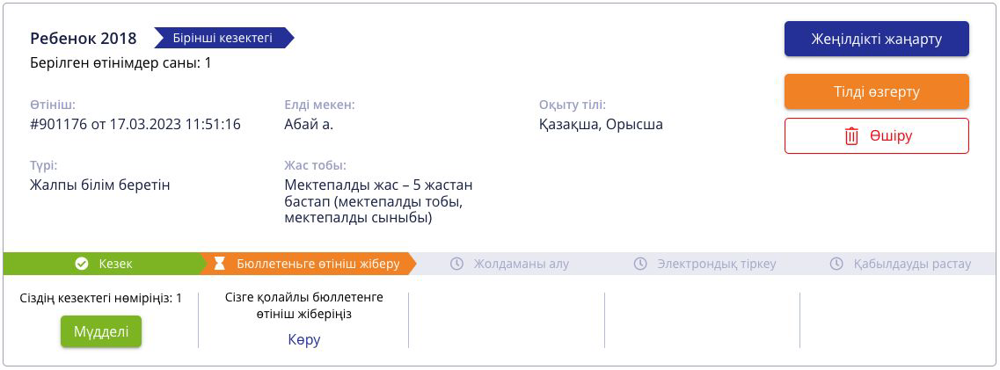 Ребенок 2018
Бірінші кезектегі
Жеңілдікті жаңарту
Берілген өтінімдер саны: 1
Тілді өзгерту
Өтініш:
#901176 от 17.03.2023 11:51:16
Елді мекен:
Абай а.
Оқыту тілі:
Қазақша, Орысша
Өшіру
Түрі:
Жалпы білім беретін
Жас тобы:
Мектепалды жас – 5 жастан
бастап (мектепалды тобы,
мектепалды сыныбы)
Кезек
Бюллетеньге өтініш жіберу
Жолдаманы алу
Электрондық тіркеу
Қабылдауды растау
Сіздің кезектегі нөміріңіз: 1
Мүдделі
Сізге қолайлы бюллетенге
өтініш жіберіңіз
Көру